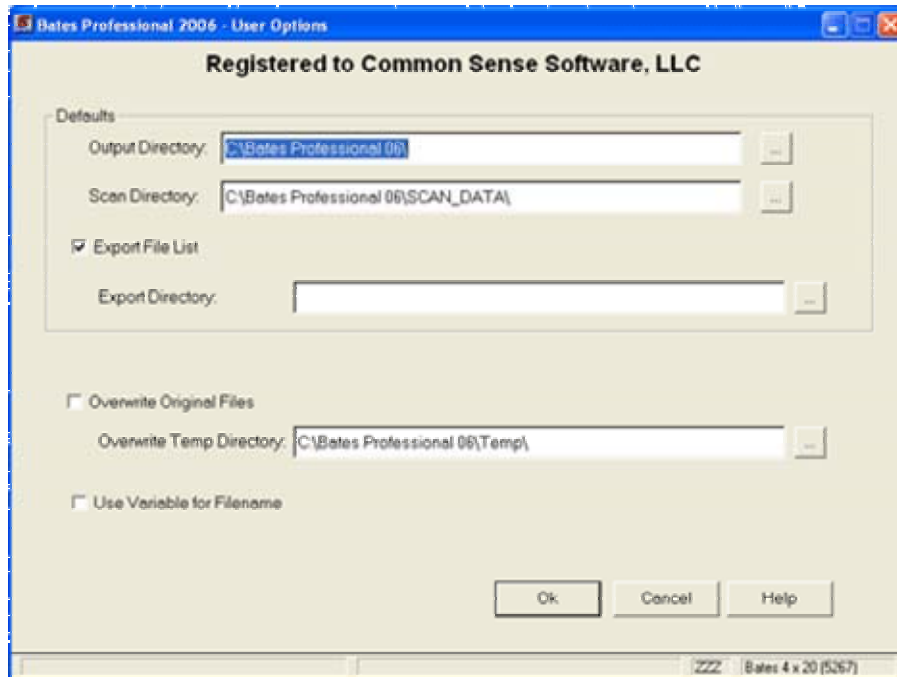 Bates Professional 2006 - User Options
Registered to Common Sense Software, LLC
Defaults
Output Directory: C:\Bates Professional 06\ ...
Scan Directory: C:\Bates Professional 06\SCAN_DATA\ ...
Export File List
Export Directory: ...
Overwrite Original Files
Overwrite Temp Directory: C:\Bates Professional 06\Temp\ ...
Use Variable for Filename
Ok Cancel Help
ZZZ Bates 4 x 20 (5267)